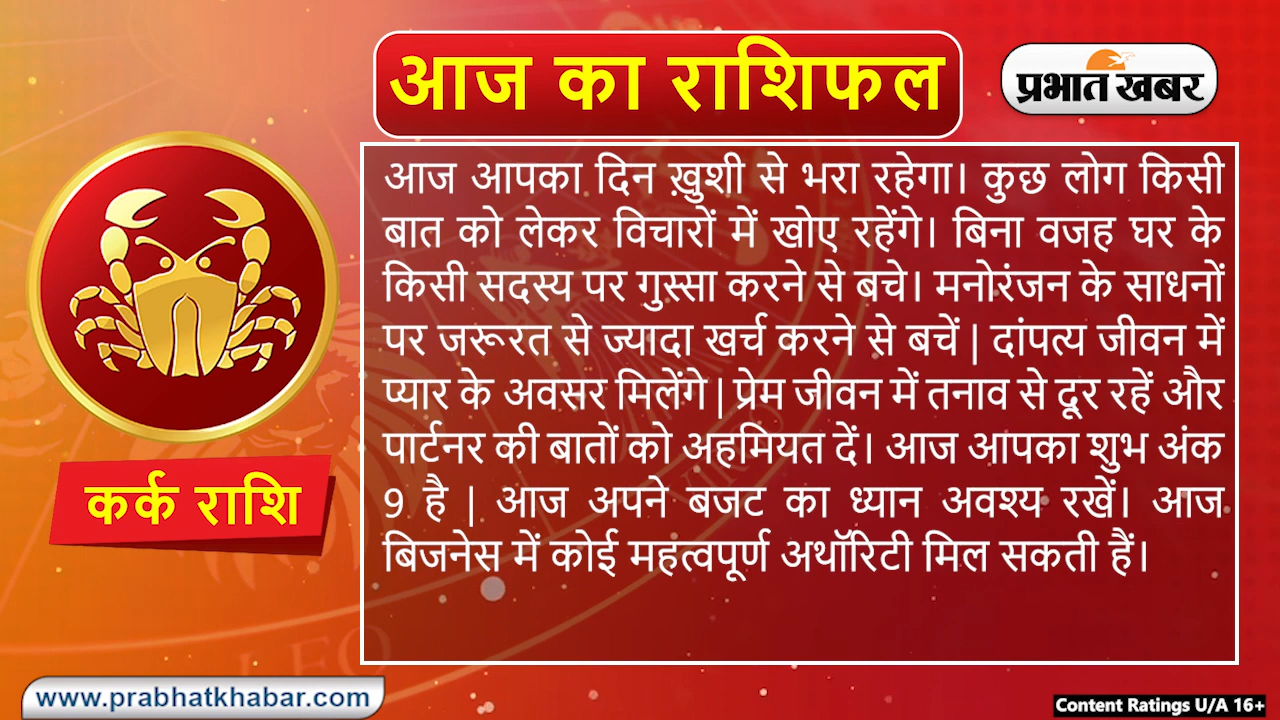 आज का राशिफल
प्रभात खबर
आज आपका दिन ख़ुशी से भरा रहेगा। कुछ लोग किसी
बात को लेकर विचारों में खोए रहेंगे। बिना वजह घर के
किसी सदस्य पर गुस्सा करने से बचे। मनोरंजन के साधनों
पर जरूरत से ज्यादा खर्च करने से बचें | दांपत्य जीवन में
प्यार के अवसर मिलेंगे | प्रेम जीवन में तनाव से दूर रहें और
पार्टनर की बातों को अहमियत दें। आज आपका शुभ अंक
9 है | आज अपने बजट का ध्यान अवश्य रखें। आज
बिजनेस में कोई महत्वपूर्ण अथॉरिटी मिल सकती हैं।
कर्क राशि
LEO
www.prabhatkhabar.com
Content Ratings U/A 16+